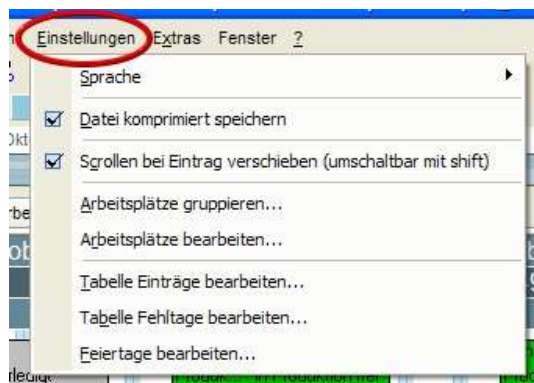 Einstellungen Extras Fenster ?
Sprache
Datei komprimiert speichern
Scrollen bei Eintrag verschieben (umschaltbar mit shift)
Arbeitsplätze gruppieren...
Arbeitsplätze bearbeiten...
Tabelle Einträge bearbeiten...
Tabelle Fehltage bearbeiten...
Feiertage bearbeiten...